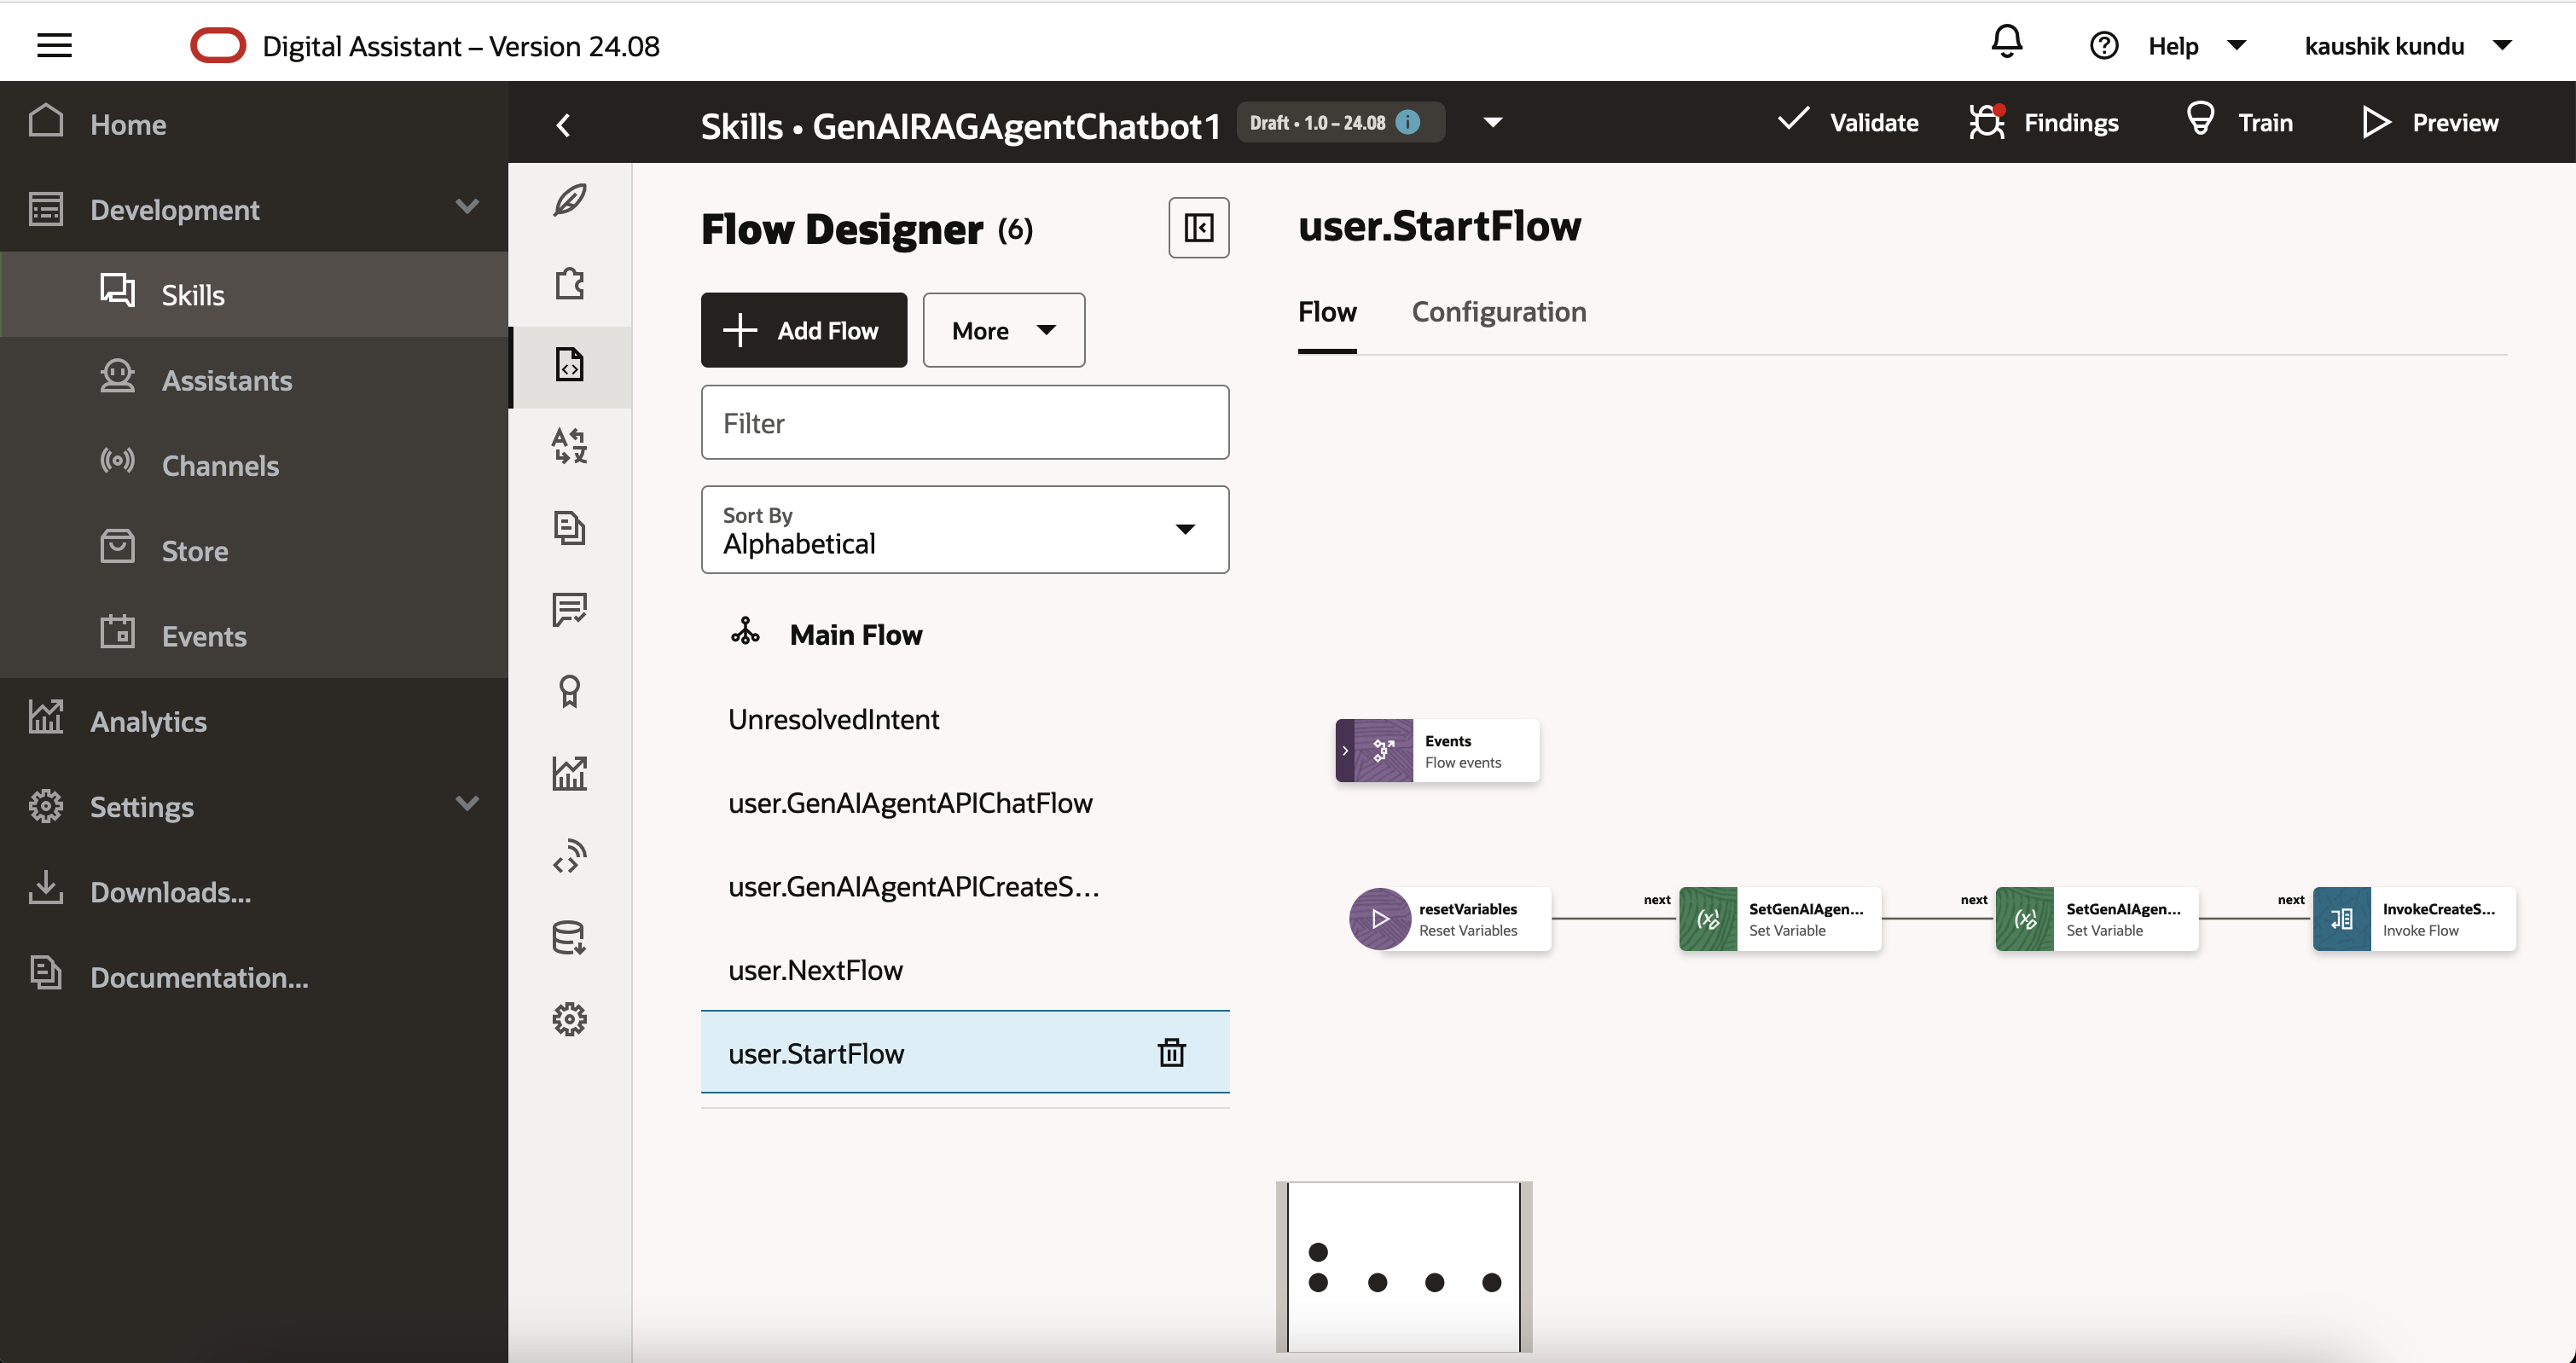 Digital Assistant – Version 24.08
Help
kaushik kundu
Home
Development
Skills
Assistants
Channels
Store
Events
Analytics
Settings
Downloads...
Documentation...
Skills • GenAIRAGAgentChatbot1
Draft • 1.0 – 24.08
Validate
Findings
Train
Preview
Flow Designer (6)
Add Flow
More
Filter
Sort By
Alphabetical
Main Flow
UnresolvedIntent
user.GenAIAgentAPIChatFlow
user.GenAIAgentAPICreateS...
user.NextFlow
user.StartFlow
user.StartFlow
Flow
Configuration
Events
Flow events
resetVariables
Reset Variables
next
SetGenAIAgen...
Set Variable
next
SetGenAIAgen...
Set Variable
next
InvokeCreateS...
Invoke Flow